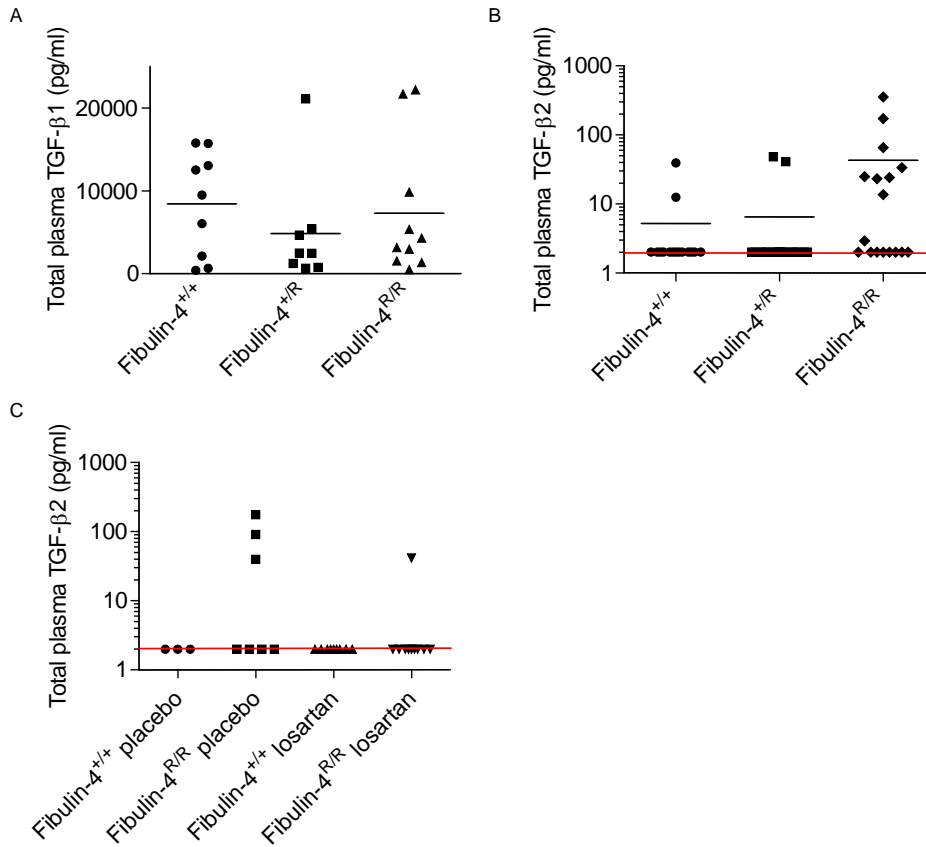 A
Total plasma TGF-β1 (pg/ml)
20000
10000
0
Fibulin-4+/+
Fibulin-4+/R
Fibulin-4R/R
B
Total plasma TGF-β2 (pg/ml)
1000
100
10
1
Fibulin-4+/+
Fibulin-4+/R
Fibulin-4R/R
C
Total plasma TGF-β2 (pg/ml)
1000
100
10
1
Fibulin-4+/+ placebo
Fibulin-4R/R placebo
Fibulin-4+/+ losartan
Fibulin-4R/R losartan